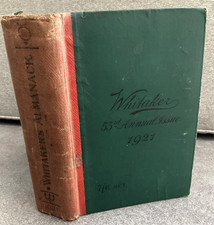 WHITAKER'S ALMANACK
Whitaker
53rd Annual Issue
1921